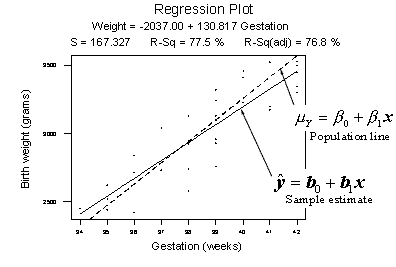 Regression Plot
Weight = -2037.00 + 130.817 Gestation
S = 167.327 R-Sq = 77.5 % R-Sq(adj) = 76.8 %
3500
3000
2500
Birth weight (grams)
μ_Y = β₀ + β₁x
Population line
ŷ = b₀ + b₁x
Sample estimate
34 35 36 37 38 39 40 41 42
Gestation (weeks)